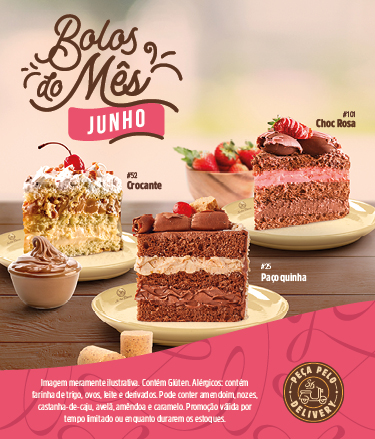 Bolos
do Mês
JUNHO
#101
Choc Rosa
#52
Crocante
#25
Paçoquinha
Imagem meramente ilustrativa. Contém Glúten. Alérgicos: contém
farinha de trigo, ovos, leite e derivados. Pode conter amendoim, nozes,
castanha-de-caju, avelã, amêndoa e caramelo. Promoção válida por
tempo limitado ou enquanto durarem os estoques.
PEÇA PELO
DELIVERY